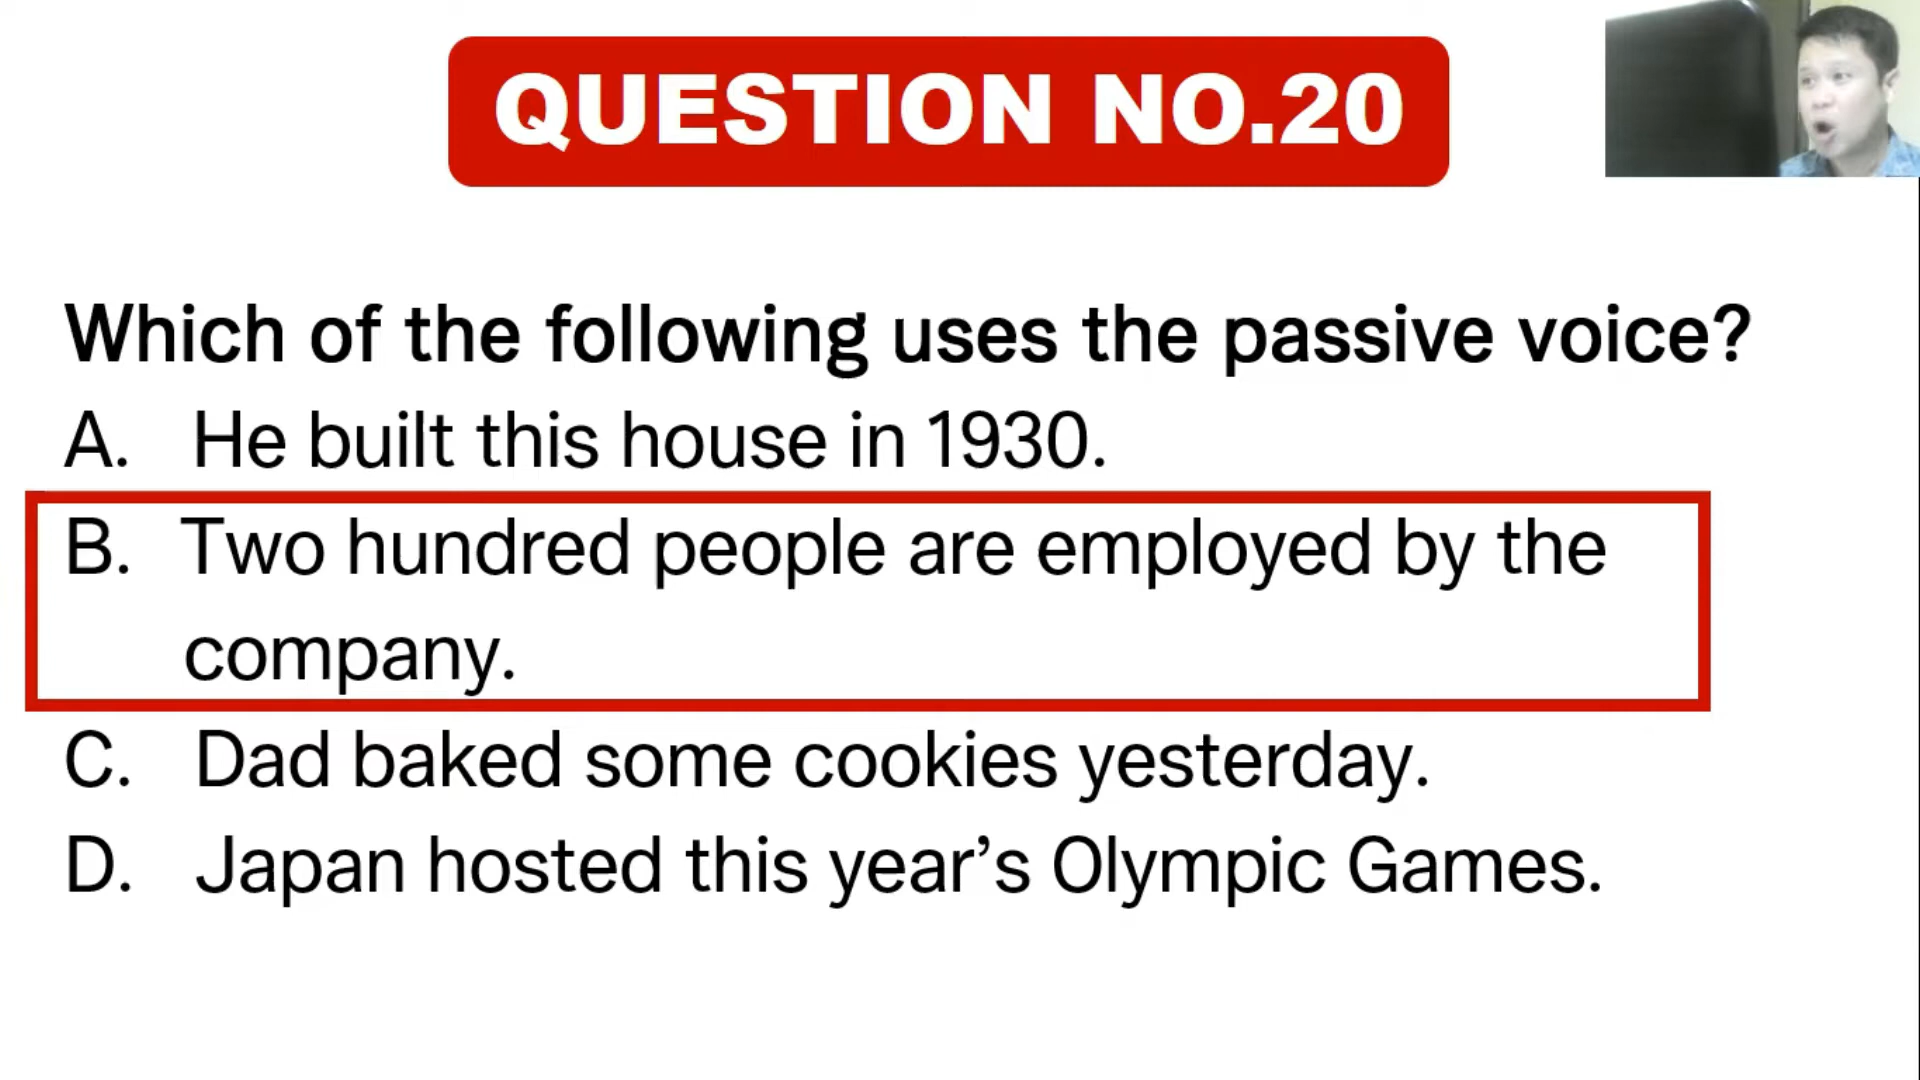 QUESTION NO.20
Which of the following uses the passive voice?
A. He built this house in 1930.
B. Two hundred people are employed by the
company.
C. Dad baked some cookies yesterday.
D. Japan hosted this year’s Olympic Games.